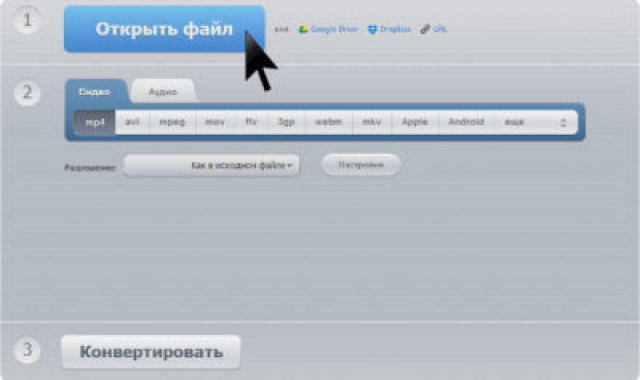 1 Открыть файл или Google Drive Dropbox URL
2 Видео Аудио
mp4 avi mpeg mov flv 3gp webm mkv Apple Android еще
Разрешение: Как в исходном файле Настройки
3 Конвертировать